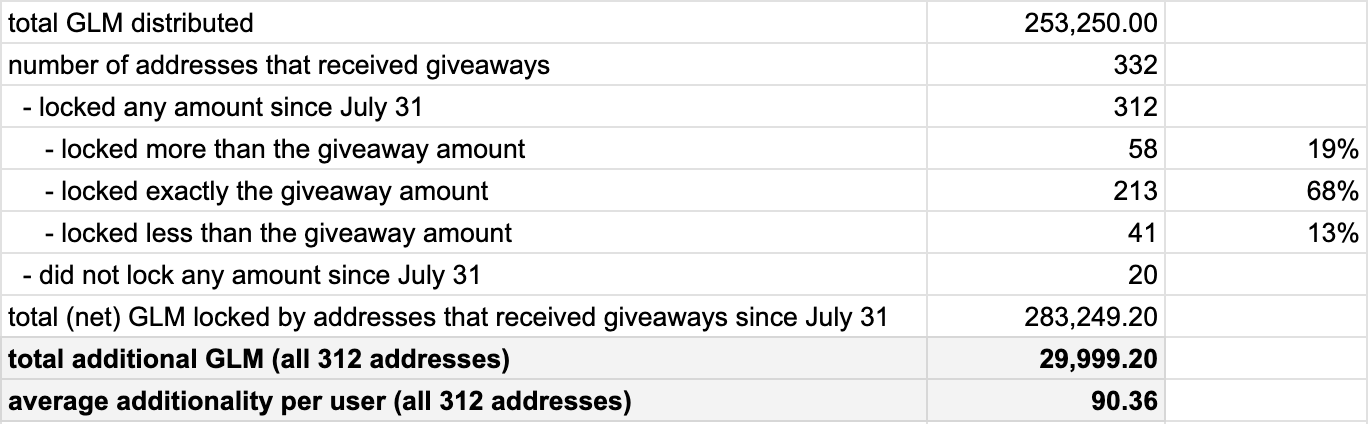 total GLM distributed 253,250.00
number of addresses that received giveaways 332
- locked any amount since July 31 312
- locked more than the giveaway amount 58 19%
- locked exactly the giveaway amount 213 68%
- locked less than the giveaway amount 41 13%
- did not lock any amount since July 31 20
total (net) GLM locked by addresses that received giveaways since July 31 283,249.20
total additional GLM (all 312 addresses) 29,999.20
average additionality per user (all 312 addresses) 90.36